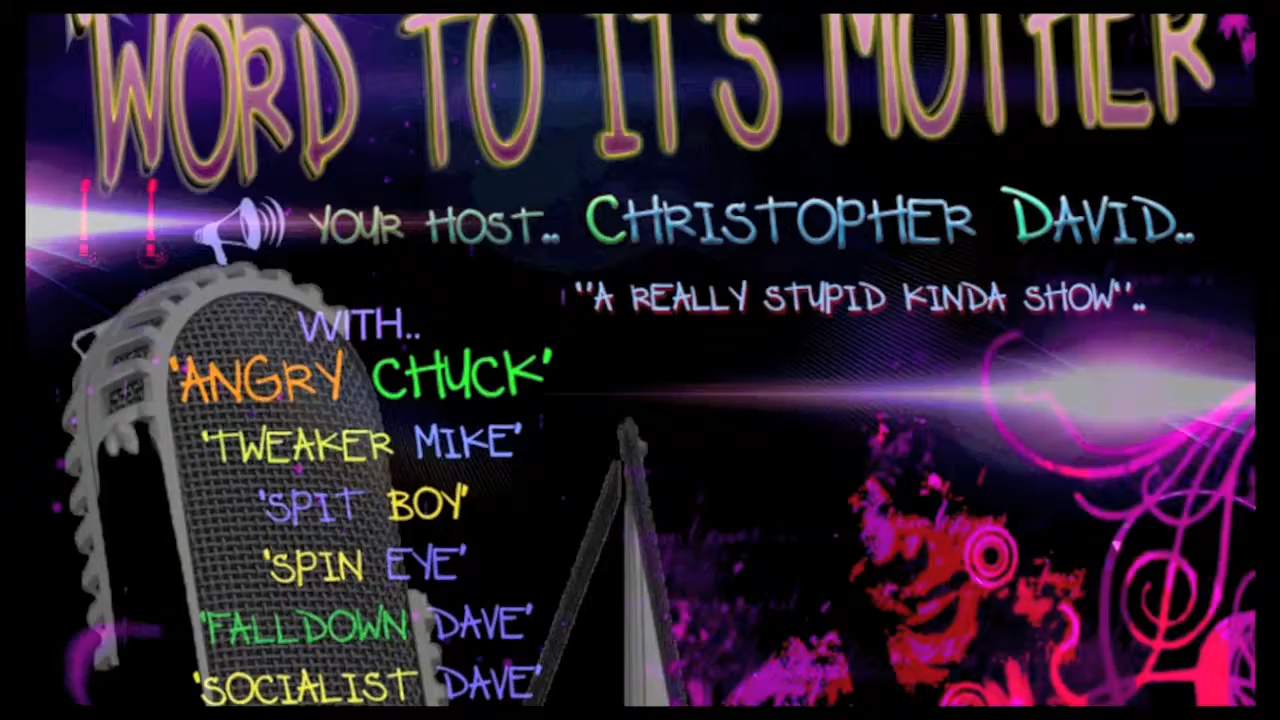 'WORD TO IT'S MOTHER
YOUR HOST.. CHRISTOPHER DAVID..
"A REALLY STUPID KINDA SHOW"..
WITH..
'ANGRY CHUCK'
'TWEAKER MIKE'
'SPIT BOY'
'SPIN EYE'
'FALLDOWN DAVE'
'SOCIALIST DAVE'